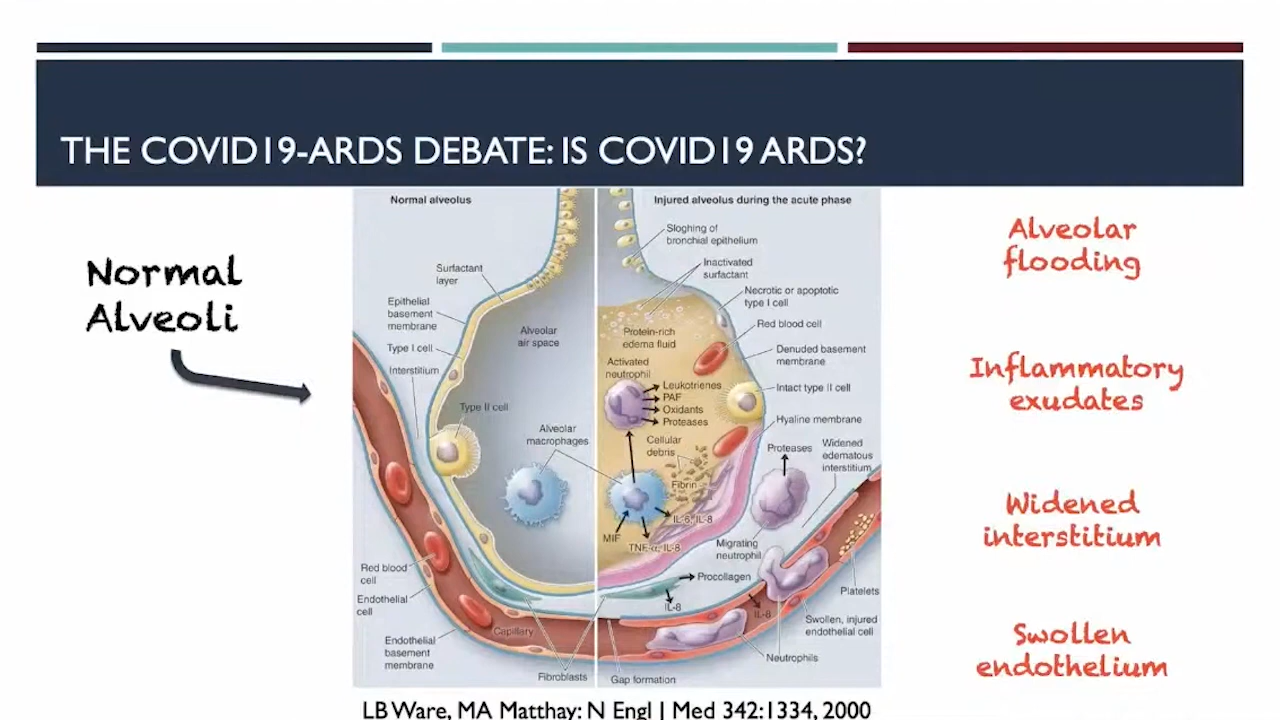 THE COVID19-ARDS DEBATE: IS COVID19 ARDS?
Normal
Alveoli
Normal alveolus
Surfactant
layer
Epithelial
basement
membrane
Type I cell
Interstitium
Type II cell
Alveolar
air space
Alveolar
macrophages
Red blood
cell
Endothelial
cell
Endothelial
basement
membrane
Capillary
Fibroblasts
Injured alveolus during the acute phase
Sloghing of
bronchial epithelium
Inactivated
surfactant
Necrotic or apoptotic
type I cell
Red blood cell
Protein-rich
edema fluid
Denuded basement
membrane
Activated
neutrophil
Leukotrienes
PAF
Oxidants
Proteases
Intact type II cell
Hyaline membrane
Cellular
debris
Proteases
Widened
edematous
interstitium
Fibrin
IL-6, IL-8
MIF
TNF-α, IL-8
Migrating
neutrophil
Procollagen
IL-8
IL-8
Platelets
Swollen, injured
endothelial cell
Neutrophils
Gap formation
Alveolar
flooding
Inflammatory
exudates
Widened
interstitium
Swollen
endothelium
LB Ware, MA Matthay: N Engl J Med 342:1334, 2000